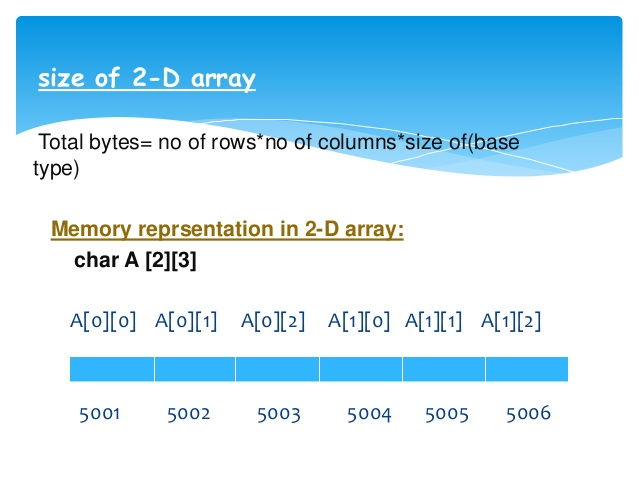 size of 2-D array
Total bytes= no of rows*no of columns*size of(base
type)
Memory reprsentation in 2-D array:
char A [2][3]
A[0][0] A[0][1] A[0][2] A[1][0] A[1][1] A[1][2]
5001 5002 5003 5004 5005 5006